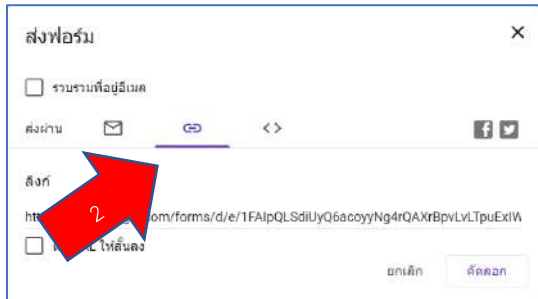 ส่งฟอร์ม
รวบรวมที่อยู่อีเมล
ส่งผ่าน
ลิงก์
2
com/forms/d/e/1FAIpQLSdiUyQ6acoyyNg4rQAXrBpvLvLTpuExIW
ให้สั้นลง
ยกเลิก คัดลอก